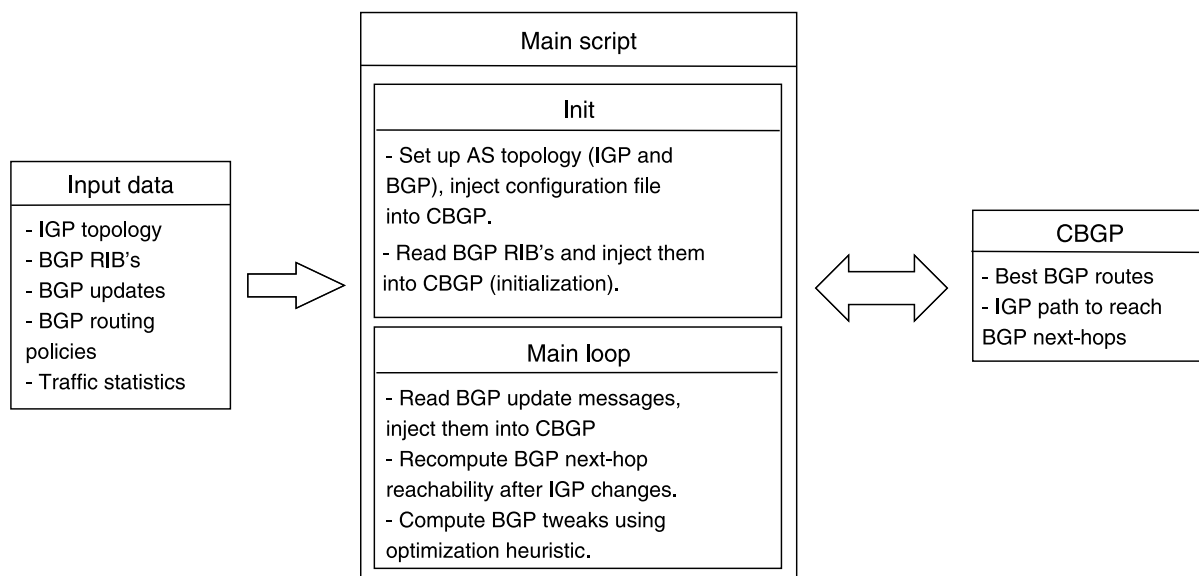 Input data
- IGP topology
- BGP RIB's
- BGP updates
- BGP routing
policies
- Traffic statistics
Main script
Init
- Set up AS topology (IGP and
BGP), inject configuration file
into CBGP.
- Read BGP RIB's and inject them
into CBGP (initialization).
Main loop
- Read BGP update messages,
inject them into CBGP
- Recompute BGP next-hop
reachability after IGP changes.
- Compute BGP tweaks using
optimization heuristic.
CBGP
- Best BGP routes
- IGP path to reach
BGP next-hops